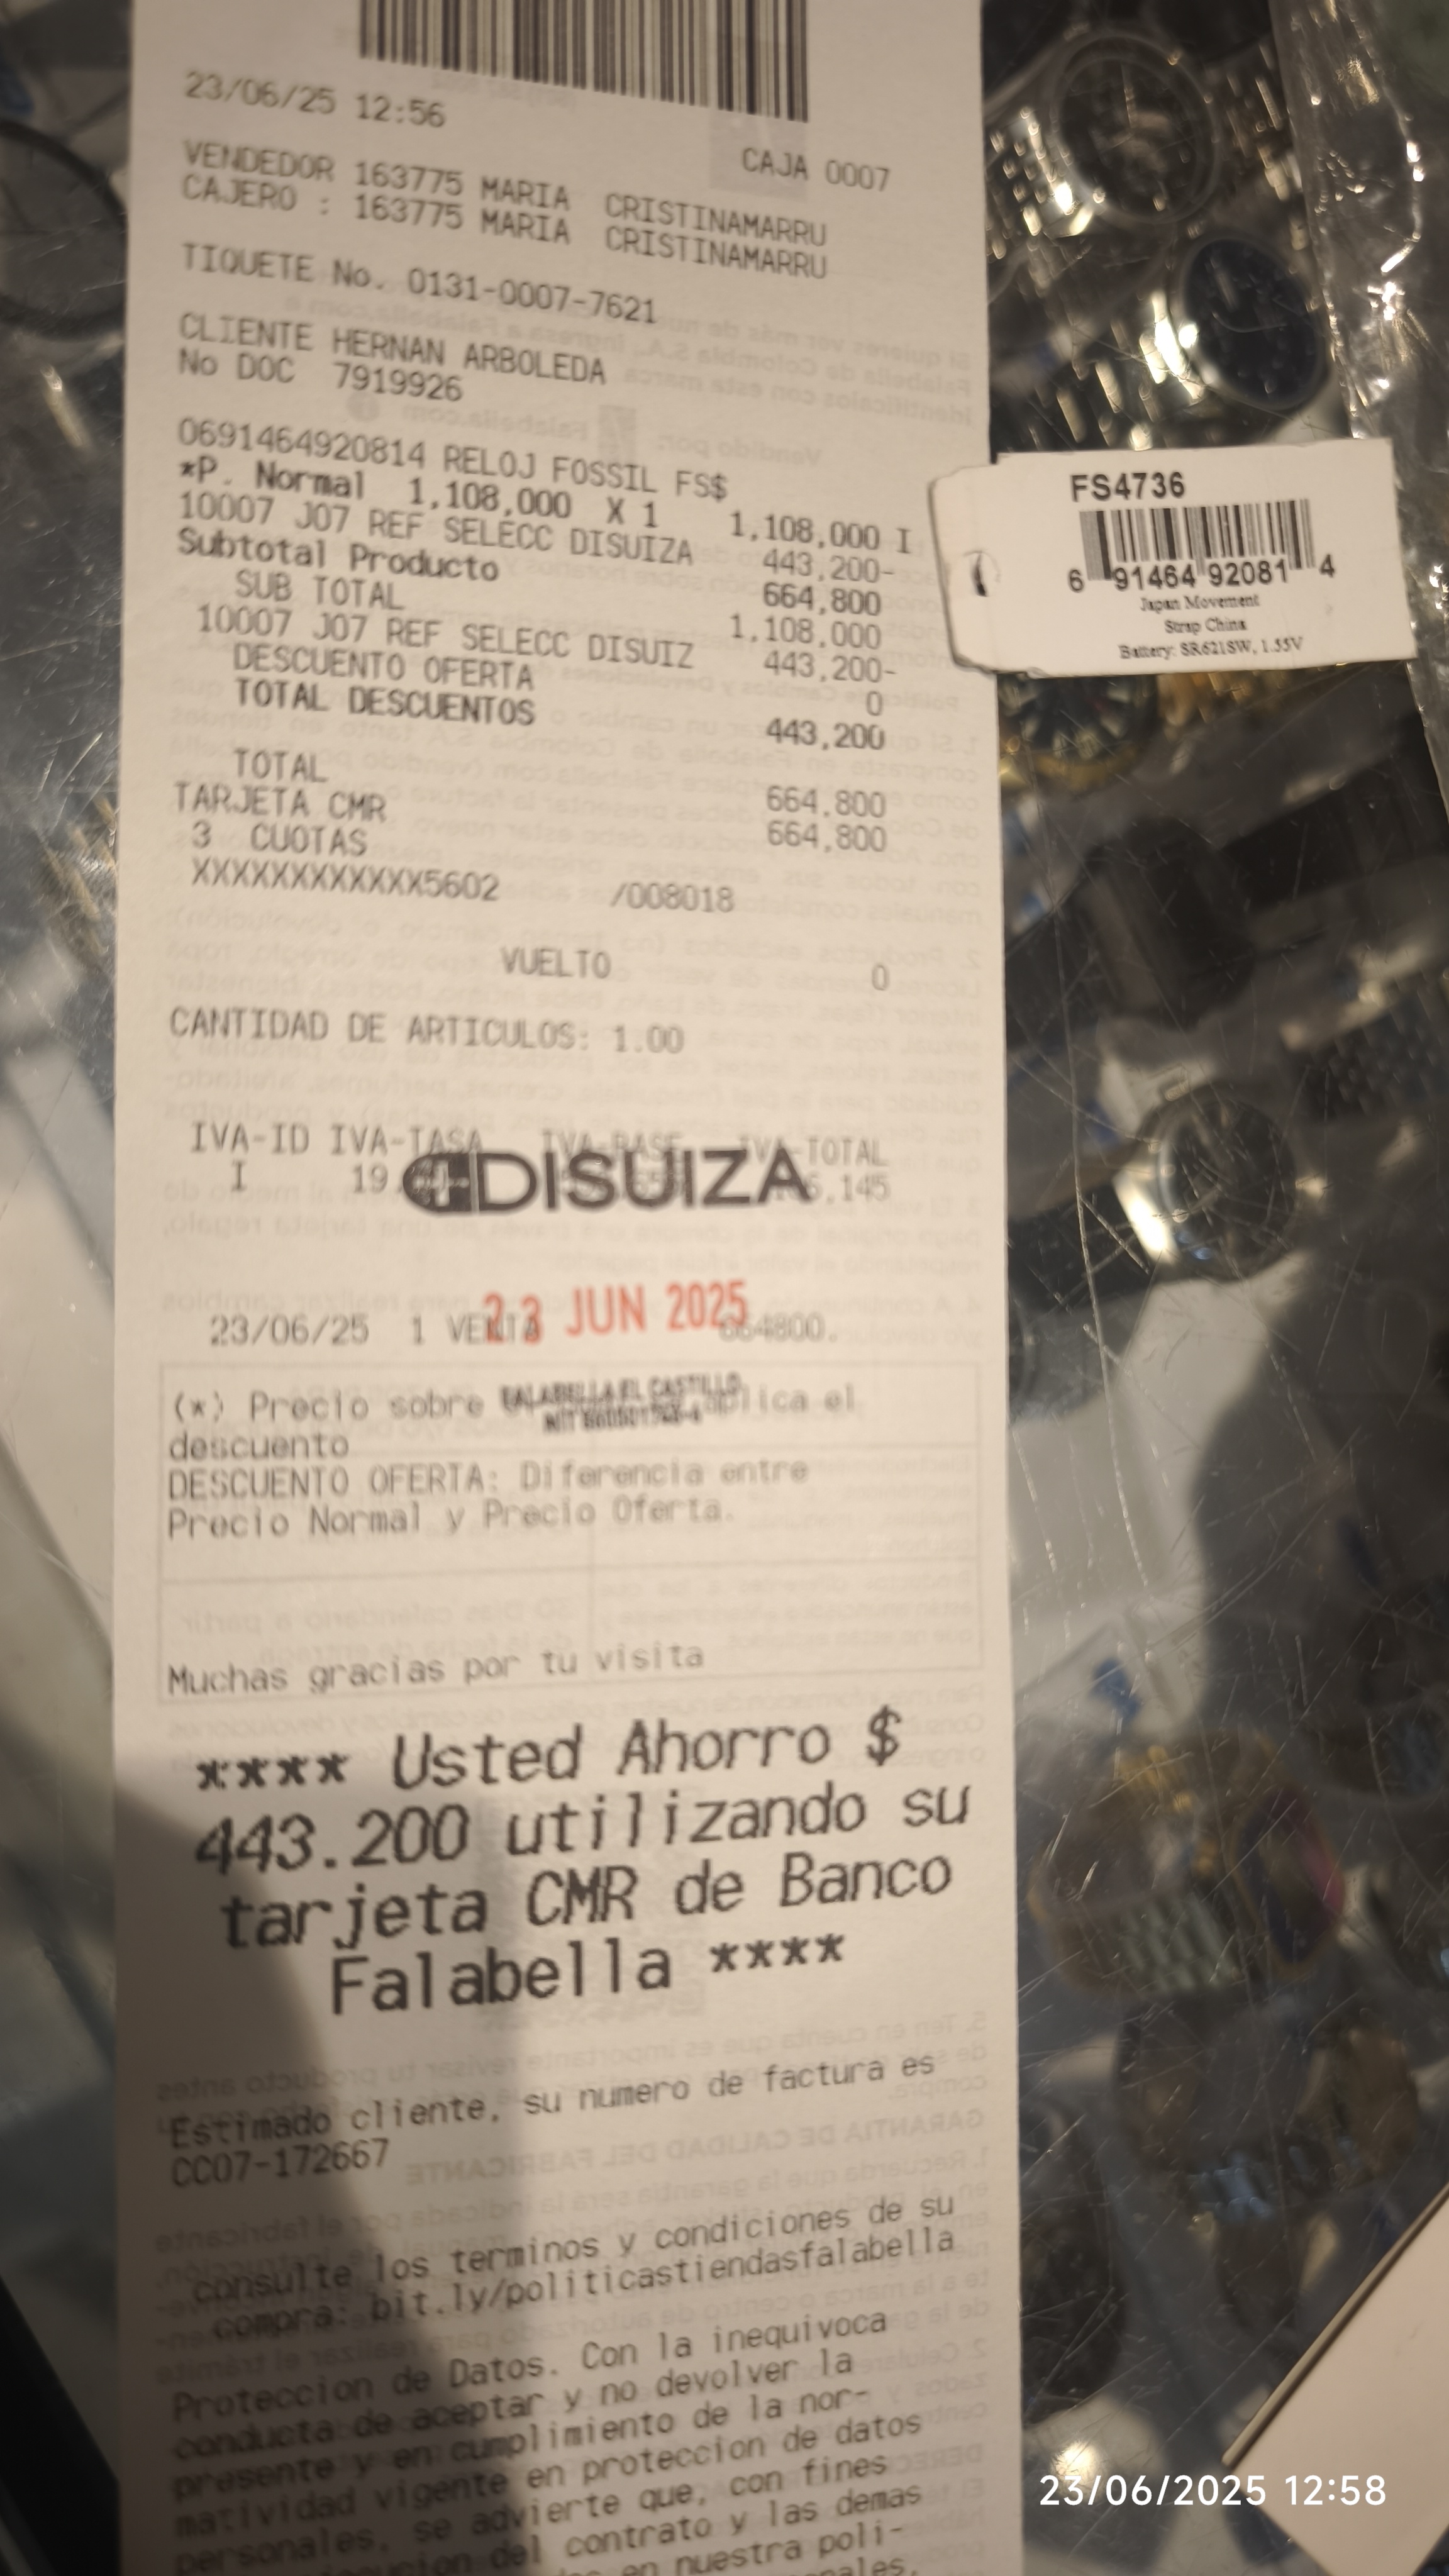 23/06/25 12:56
CAJA 0007
VENDEDOR 163775 MARIA CRISTINAMARRU
CAJERO : 163775 MARIA CRISTINAMARRU
TIQUETE No. 0131-0007-7621
CLIENTE HERNAN ARBOLEDA
No DOC 7919926
0691464920814 RELOJ FOSSIL FS$
*P. Normal 1,108,000 X 1 1,108,000 I
10007 J07 REF SELECC DISUIZA 443,200-
Subtotal Producto 664,800
SUB TOTAL 1,108,000
10007 J07 REF SELECC DISUIZ 443,200-
DESCUENTO OFERTA 0
TOTAL DESCUENTOS 443,200
TOTAL 664,800
TARJETA CMR 664,800
3 CUOTAS
XXXXXXXXXXXX5602 /008018
VUELTO 0
CANTIDAD DE ARTICULOS: 1.00
IVA-ID IVA-TASA IVA-BASE IVA-TOTAL
I 19
DISUIZA
23 JUN 2025
23/06/25 1 VENTA 664800.
FALABELLA EL CASTILLO
(*) Precio sobre aplica el
descuento
DESCUENTO OFERTA: Diferencia entre
Precio Normal y Precio Oferta.
Muchas gracias por tu visita
**** Usted Ahorro $
443.200 utilizando su
tarjeta CMR de Banco
Falabella ****
Estimado cliente, su numero de factura es
CC07-172667
consulte los terminos y condiciones de su
compra: bit.ly/politicastiendasfalabella
Proteccion de Datos. Con la inequivoca
conducta de aceptar y no devolver la
presente y en cumplimiento de la nor-
matividad vigente en proteccion de datos
personales, se advierte que, con fines
del contrato y las demas
en nuestra poli-
FS4736
6 91464 92081 4
Japan Movement
Strap China
Battery: SR621SW, 1.55V
23/06/2025 12:58